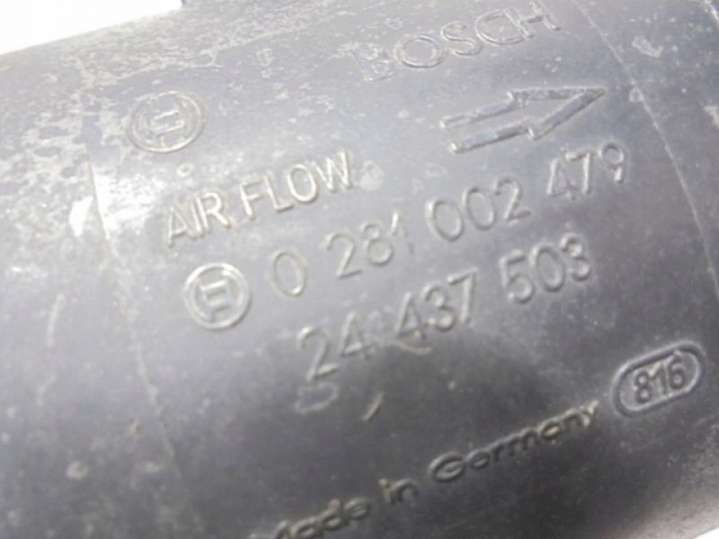 BOSCH
AIR FLOW
0 281 002 479
24 437 503
816
Made in Germany